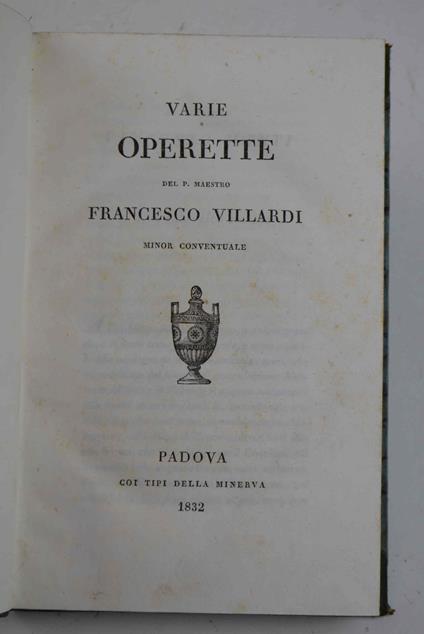 VARIE
OPERETTE
DEL P. MAESTRO
FRANCESCO VILLARDI
MINOR CONVENTUALE
PADOVA
COI TIPI DELLA MINERVA
1832